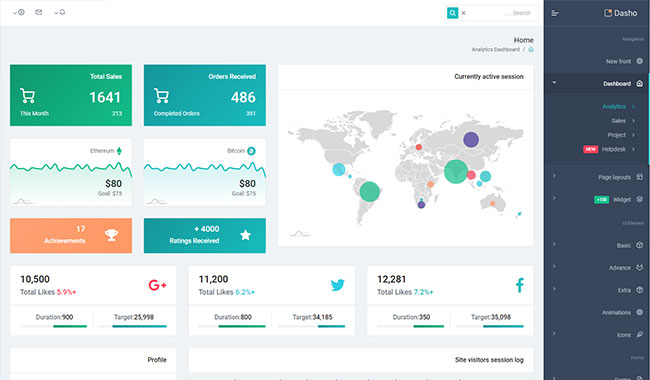 Search....
Dasho
Home
Analytics Dashboard /
Navigation
New front
Dashboard
Analytics
Sales
Project
NEW Helpdesk
Page layouts
+100 Widget
UI Element
Basic
Advance
Extra
Animations
Icons
Forms
Total Sales
1641
This Month 213
Orders Received
486
Completed Orders 351
Currently active session
Ethereum
$80
Goal: $75
Bitcoin
$80
Goal: $75
17
Achievements
+ 4000
Ratings Received
10,500
Total Likes 5.9%+
Duration:900 Target:25,998
11,200
Total Likes 6.2%+
Duration:800 Target:34,185
12,281
Total Likes 7.2%+
Duration:350 Target:35,098
Profile
Site visitors session log